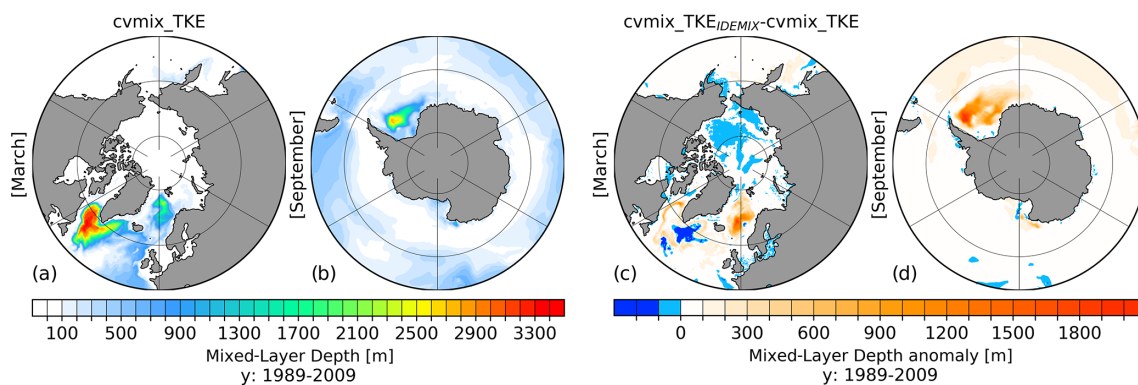 cvmix_TKE
cvmix_TKE_IDEMIX-cvmix_TKE
[March]
[September]
[March]
[September]
(a)
(b)
(c)
(d)
100 500 900 1300 1700 2100 2500 2900 3300
Mixed-Layer Depth [m]
y: 1989-2009
0 300 600 900 1200 1500 1800
Mixed-Layer Depth anomaly [m]
y: 1989-2009